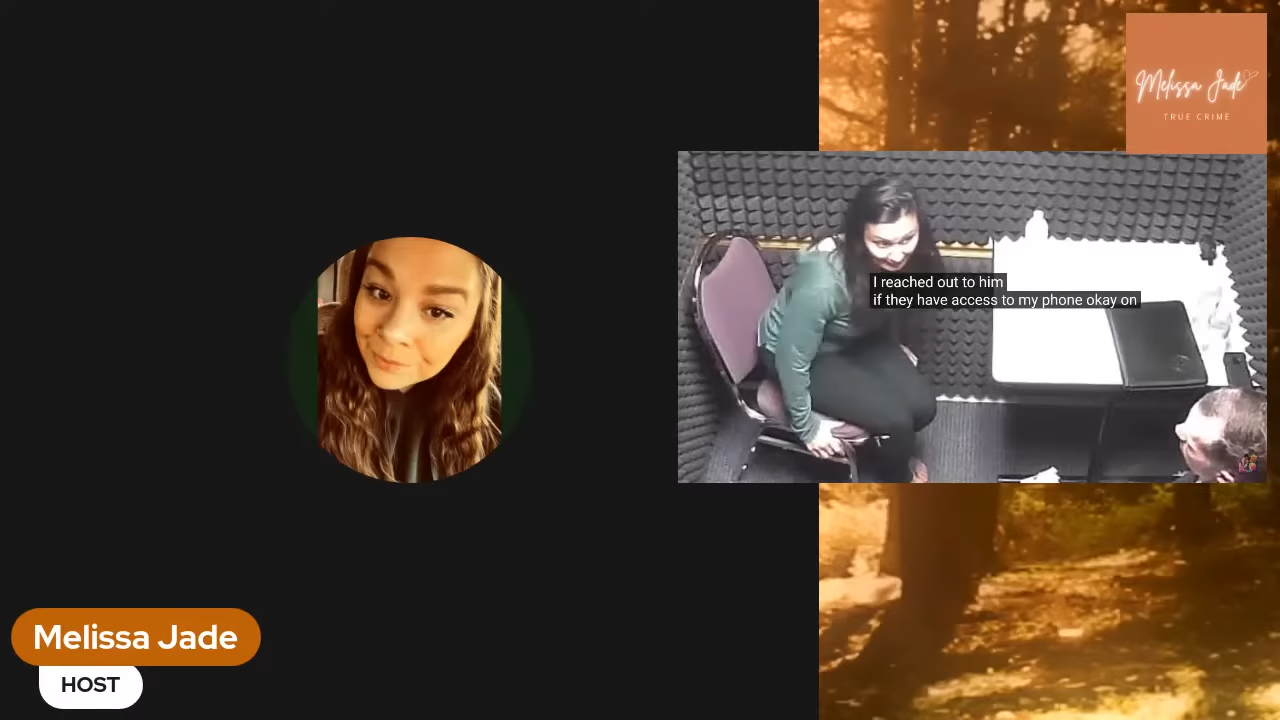 Melissa Jade
TRUE CRIME
I reached out to him
if they have access to my phone okay on
Melissa Jade
HOST